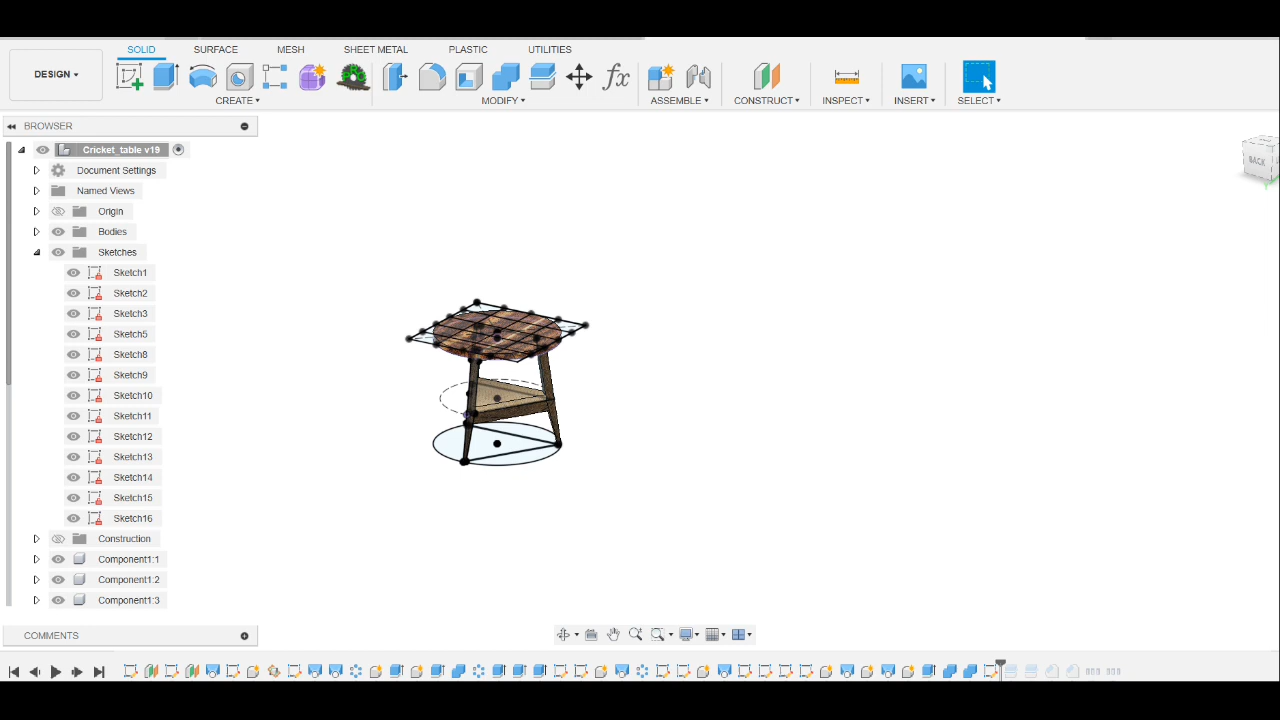 SOLID SURFACE MESH SHEET METAL PLASTIC UTILITIES
DESIGN
CREATE MODIFY ASSEMBLE CONSTRUCT INSPECT INSERT SELECT
BROWSER
Cricket_table v19
Document Settings
Named Views
Origin
Bodies
Sketches
Sketch1
Sketch2
Sketch3
Sketch5
Sketch8
Sketch9
Sketch10
Sketch11
Sketch12
Sketch13
Sketch14
Sketch15
Sketch16
Construction
Component1:1
Component1:2
Component1:3
COMMENTS
BACK